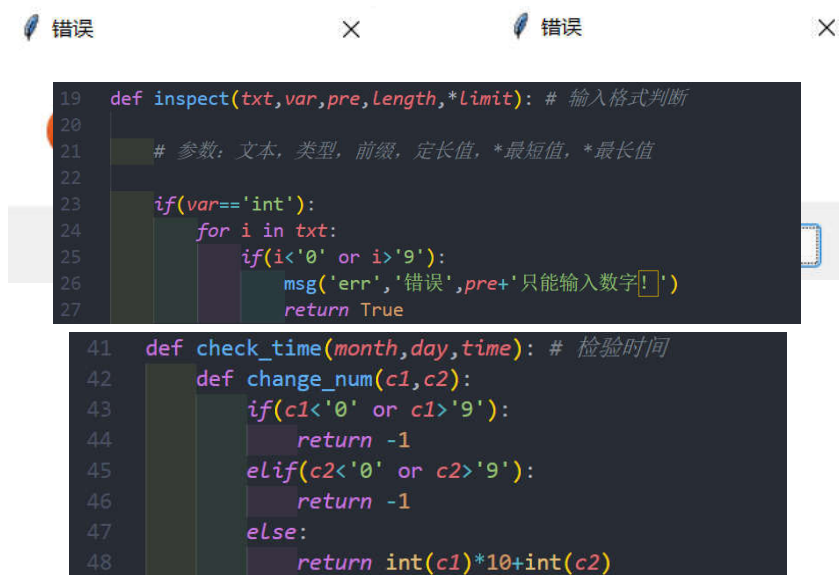 错误
错误
19 def inspect(txt,var,pre,length,*limit): # 输入格式判断
20
21 # 参数: 文本, 类型, 前缀, 定长值, *最短值, *最长值
22
23 if(var=='int'):
24 for i in txt:
25 if(i<'0' or i>'9'):
26 msg('err','错误',pre+'只能输入数字！')
27 return True
41 def check_time(month,day,time): # 检验时间
42 def change_num(c1,c2):
43 if(c1<'0' or c1>'9'):
44 return -1
45 elif(c2<'0' or c2>'9'):
46 return -1
47 else:
48 return int(c1)*10+int(c2)